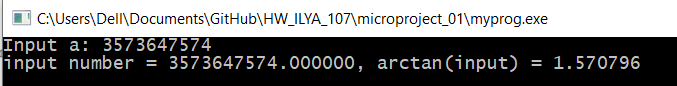 C:\Users\Dell\Documents\GitHub\HW_ILYA_107\microproject_01\myprog.exe
Input a: 3573647574
input number = 3573647574.000000, arctan(input) = 1.570796